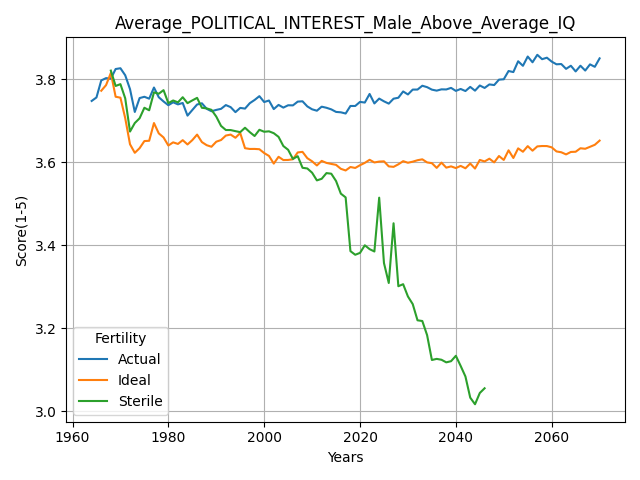 Average_POLITICAL_INTEREST_Male_Above_Average_IQ
Score(1-5)
3.8
3.6
3.4
3.2
3.0
Fertility
Actual
Ideal
Sterile
1960 1980 2000 2020 2040 2060
Years